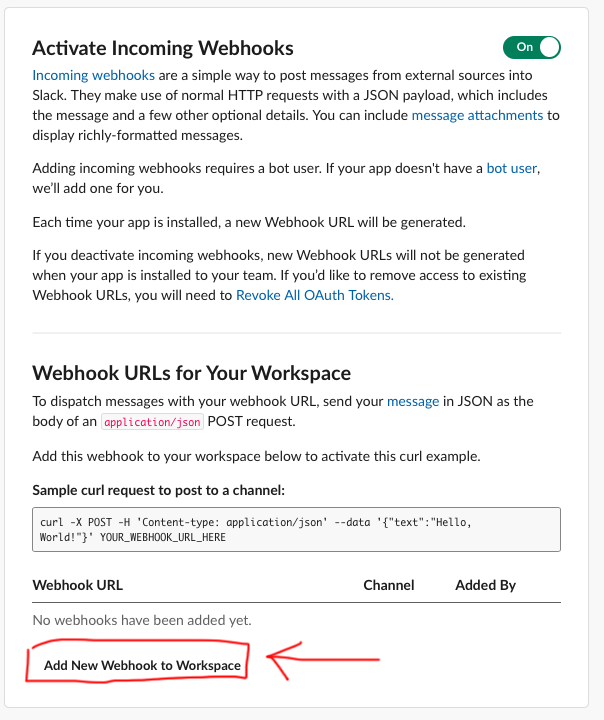 Activate Incoming Webhooks
On
Incoming webhooks are a simple way to post messages from external sources into
Slack. They make use of normal HTTP requests with a JSON payload, which includes
the message and a few other optional details. You can include message attachments to
display richly-formatted messages.
Adding incoming webhooks requires a bot user. If your app doesn't have a bot user,
we’ll add one for you.
Each time your app is installed, a new Webhook URL will be generated.
If you deactivate incoming webhooks, new Webhook URLs will not be generated
when your app is installed to your team. If you’d like to remove access to existing
Webhook URLs, you will need to Revoke All OAuth Tokens.
Webhook URLs for Your Workspace
To dispatch messages with your webhook URL, send your message in JSON as the
body of an application/json POST request.
Add this webhook to your workspace below to activate this curl example.
Sample curl request to post to a channel:
curl -X POST -H 'Content-type: application/json' --data '{"text":"Hello,
World!"}' YOUR_WEBHOOK_URL_HERE
Webhook URL Channel Added By
No webhooks have been added yet.
Add New Webhook to Workspace